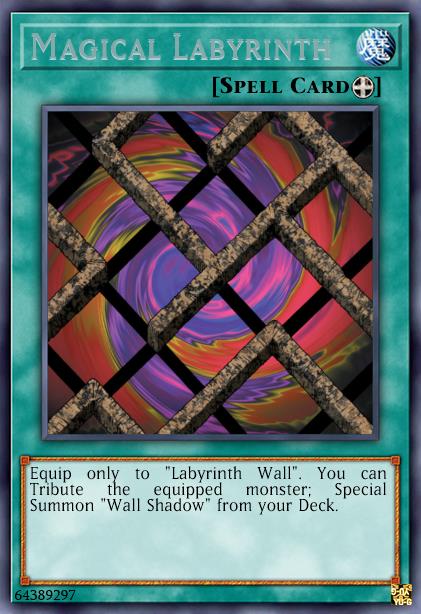 MAGICAL LABYRINTH
魔
[SPELL CARD]
Equip only to "Labyrinth Wall". You can
Tribute the equipped monster; Special
Summon "Wall Shadow" from your Deck.
64389297